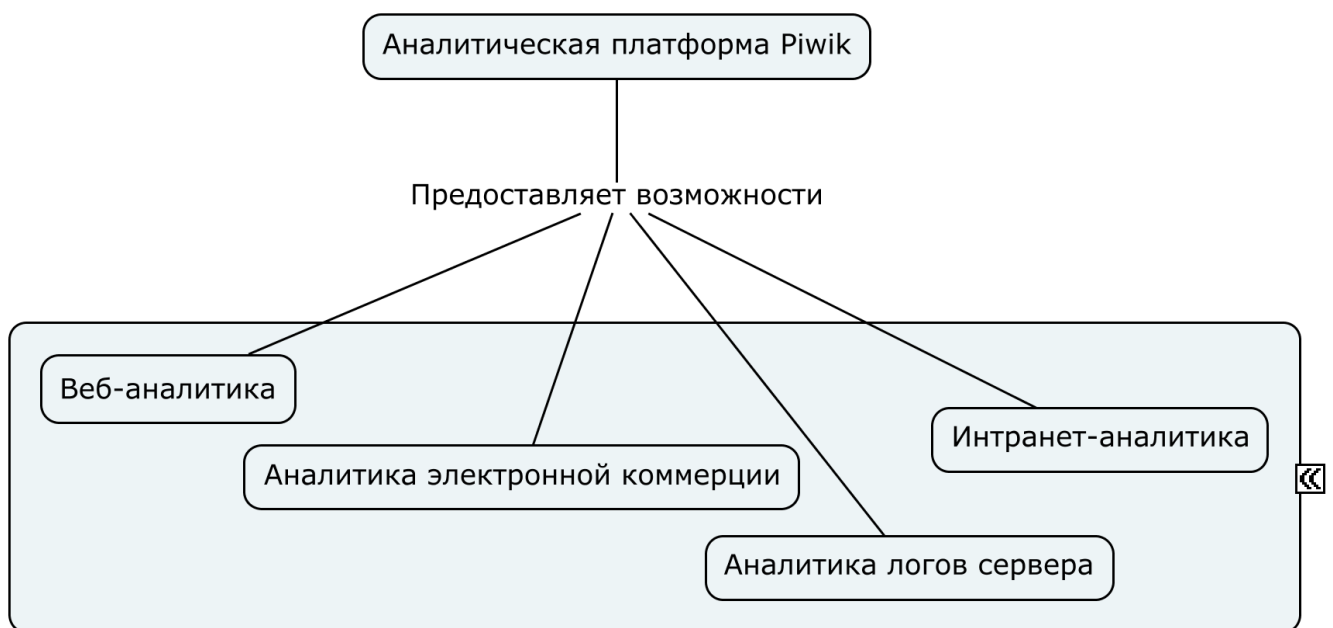 Аналитическая платформа Piwik
Предоставляет возможности
Веб-аналитика
Интранет-аналитика
Аналитика электронной коммерции
Аналитика логов сервера